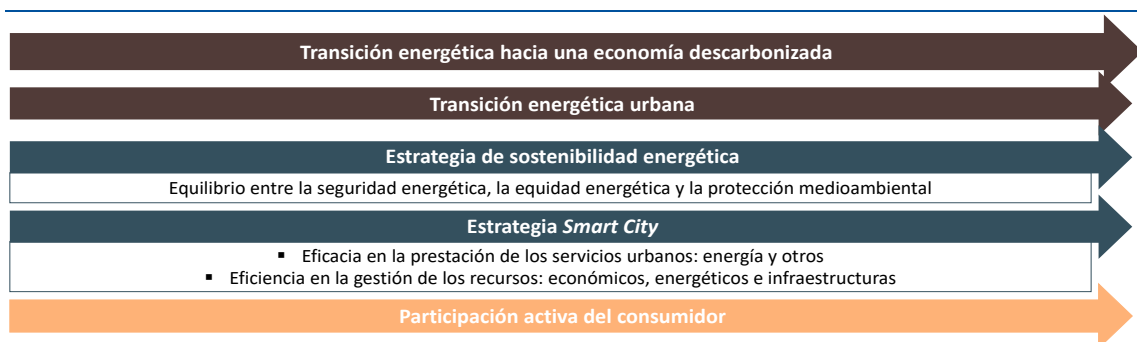 Transición energética hacia una economía descarbonizada
Transición energética urbana
Estrategia de sostenibilidad energética
Equilibrio entre la seguridad energética, la equidad energética y la protección medioambiental
Estrategia Smart City
▪ Eficacia en la prestación de los servicios urbanos: energía y otros
▪ Eficiencia en la gestión de los recursos: económicos, energéticos e infraestructuras
Participación activa del consumidor